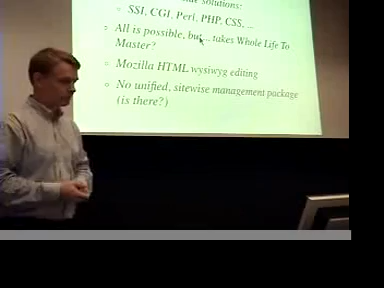 solutions:
SSI, CGI, Perl, PHP, CSS, ...
All is possible, but... takes Whole Life To
Master?
Mozilla HTML wysiwyg editing
No unified, sitewise management package
(is there?)